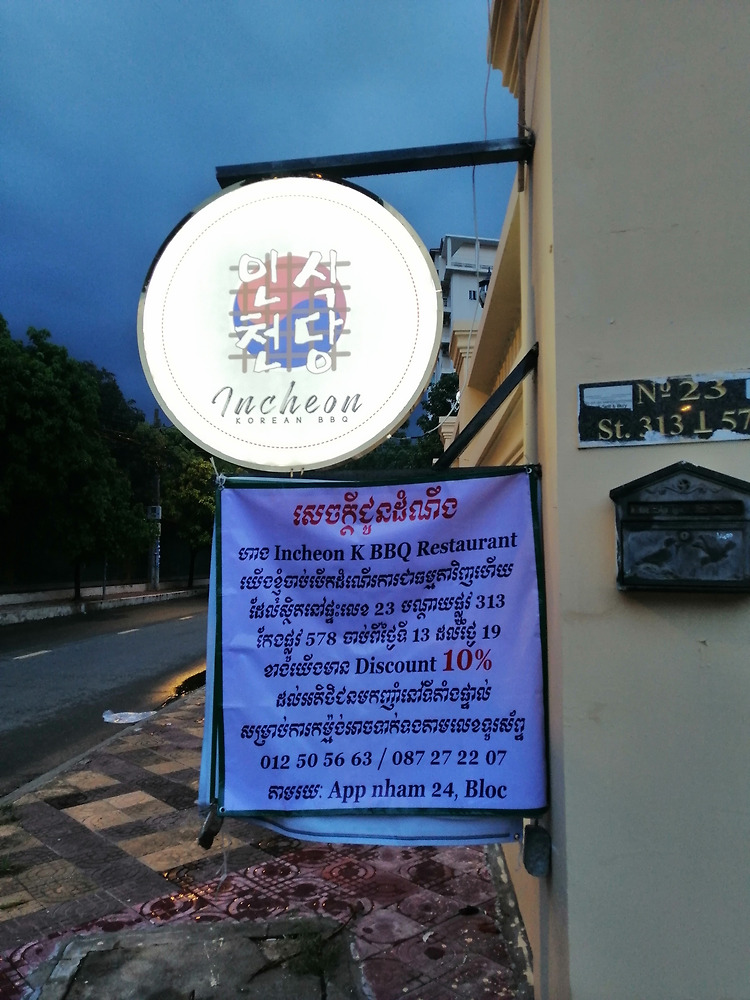 인 식
천 당
Incheon
KOREAN BBQ
Nº 23
St. 313 ⊥ 57
សេចក្តីជូនដំណឹង
ហាង Incheon K BBQ Restaurant
យើងខ្ញុំចាប់បើកដំណើរការជាធម្មតាវិញហើយ
ដែលស្ថិតនៅផ្ទះលេខ 23 បណ្តាយផ្លូវ 313
កែងផ្លូវ 578 ចាប់ពីថ្ងៃទី 13 ដល់ថ្ងៃ 19
ខាងយើងមាន Discount 10%
ដល់អតិថិជនមកញ៉ាំនៅទីតាំងផ្ទាល់
សម្រាប់ការកម្ម៉ង់អាចទាក់ទងតាមលេខទូរស័ព្ទ
012 50 56 63 / 087 27 22 07
តាមរយៈ App nham 24, Bloc